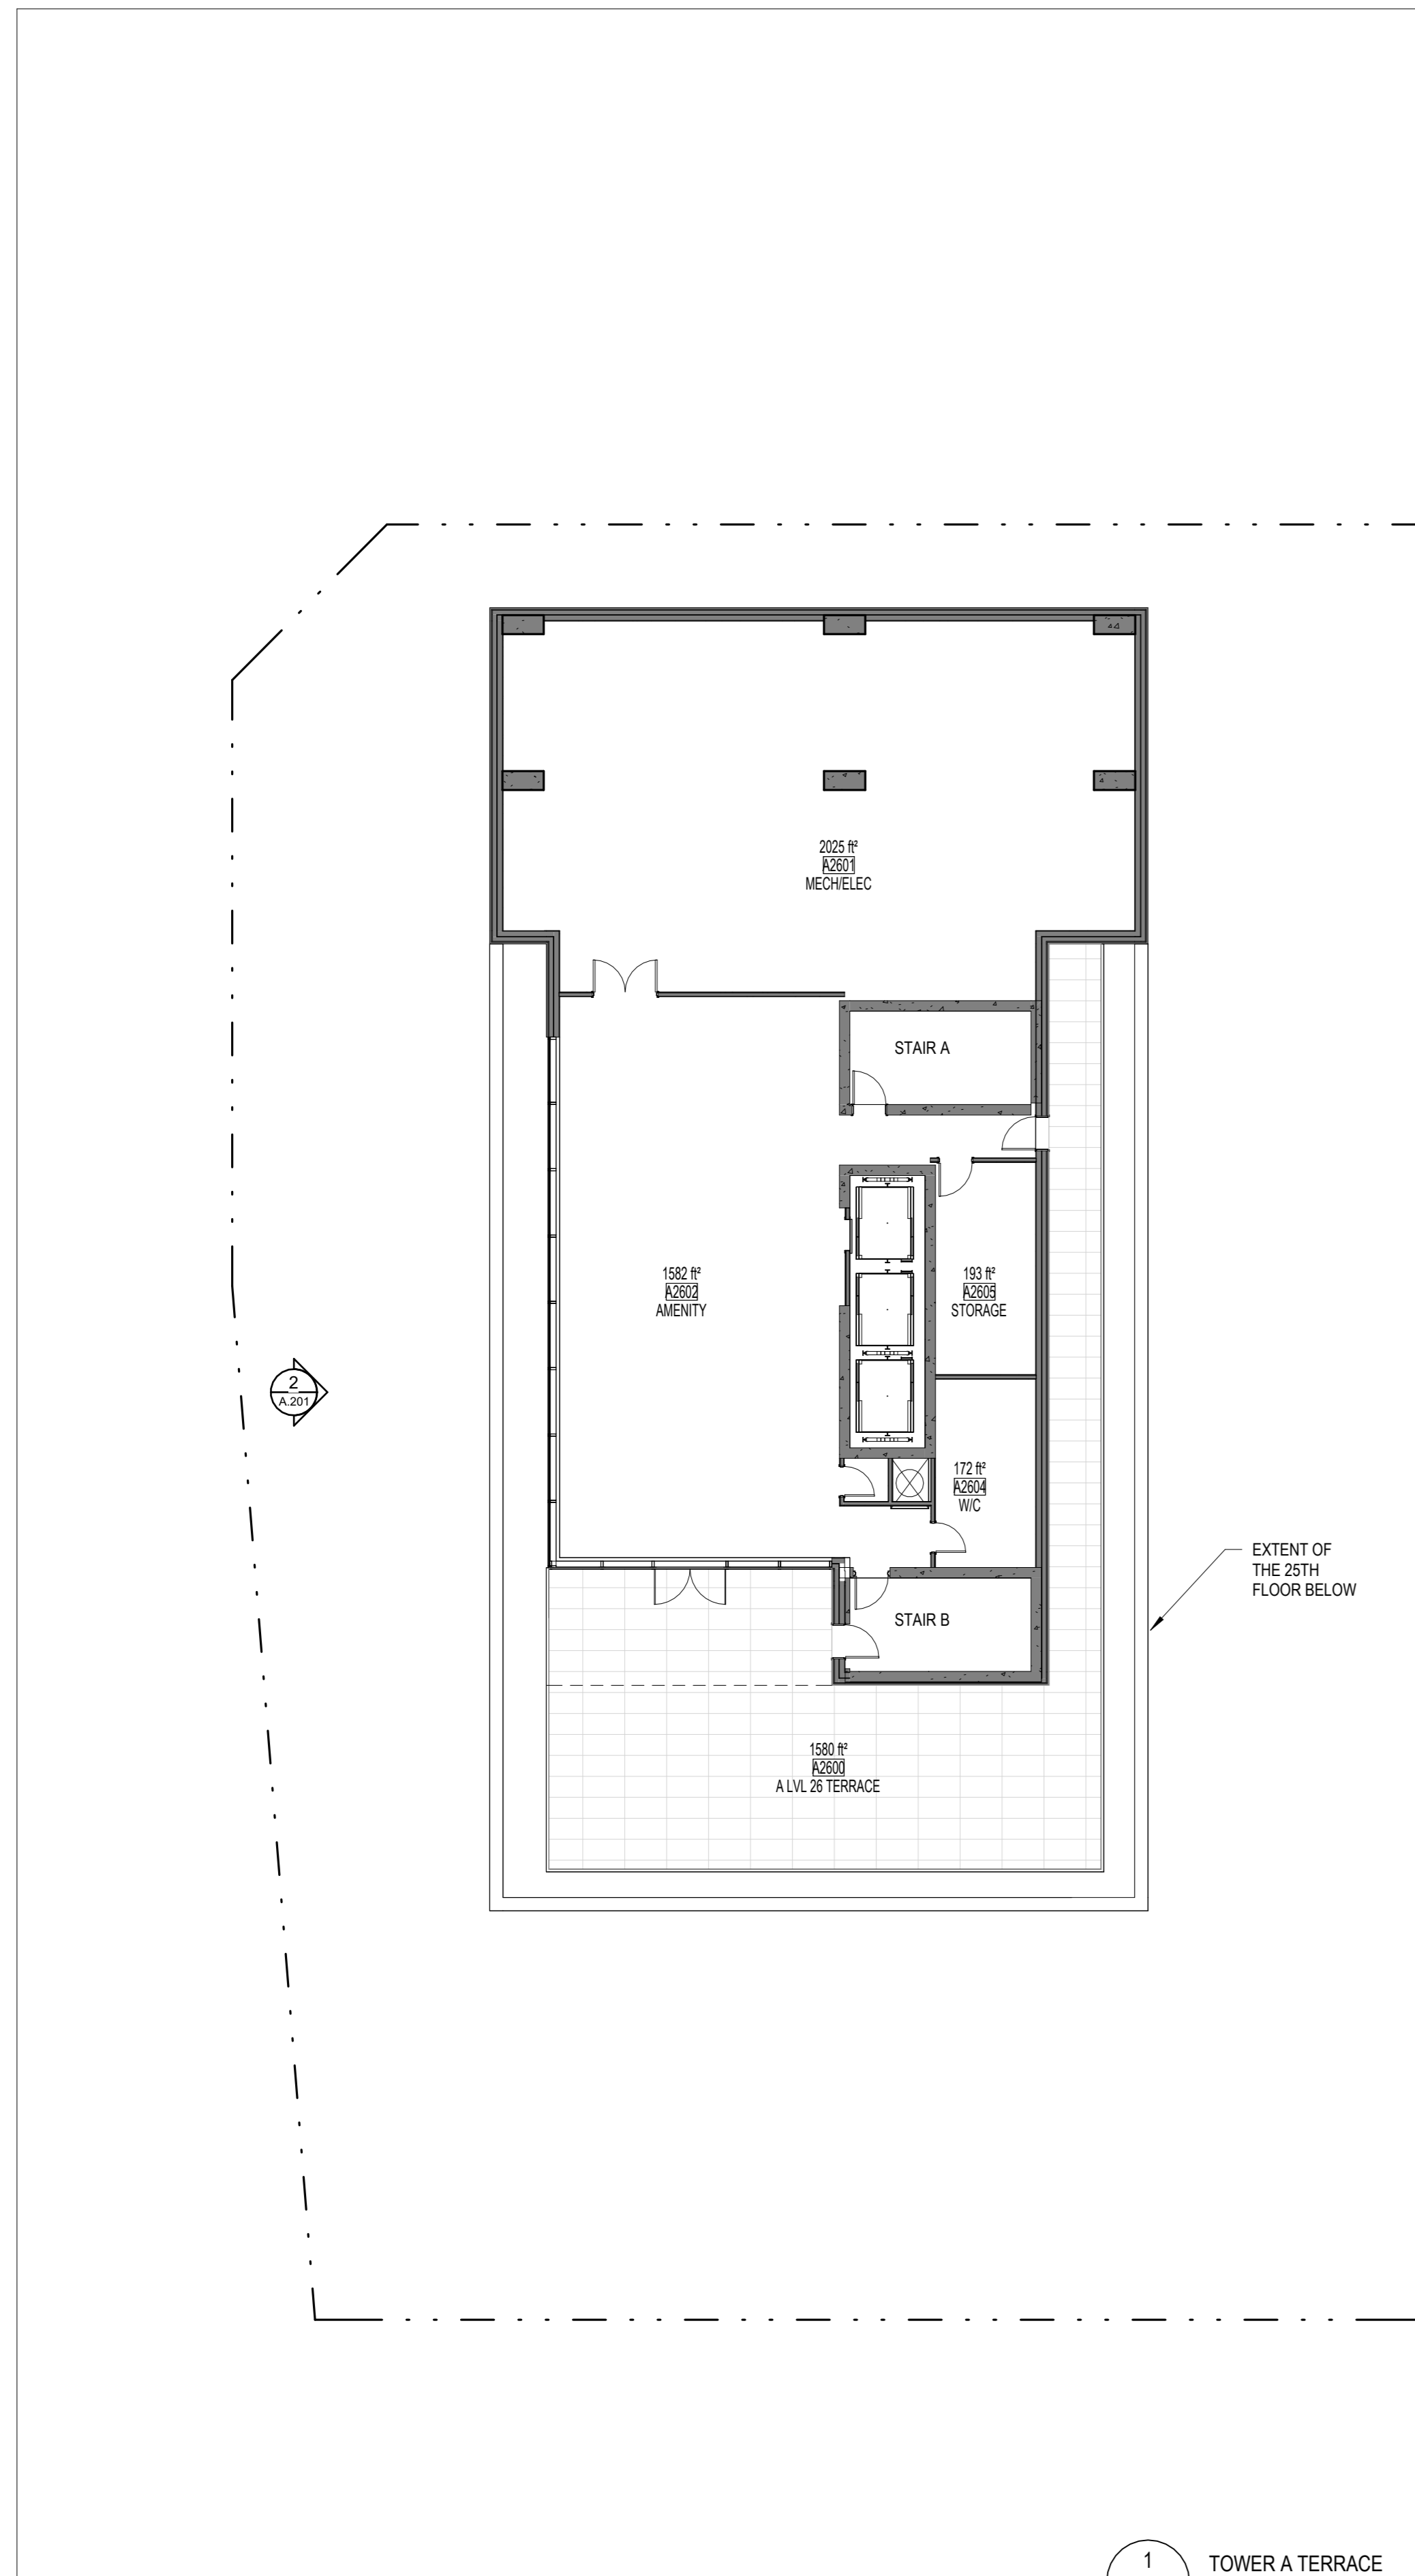 2025 ft²
A2601
MECH/ELEC
STAIR A
1582 ft²
A2602
AMENITY
193 ft²
A2605
STORAGE
2
A.201
172 ft²
A2604
W/C
EXTENT OF
THE 25TH
FLOOR BELOW
STAIR B
1580 ft²
A2600
A LVL 26 TERRACE
1
TOWER A TERRACE